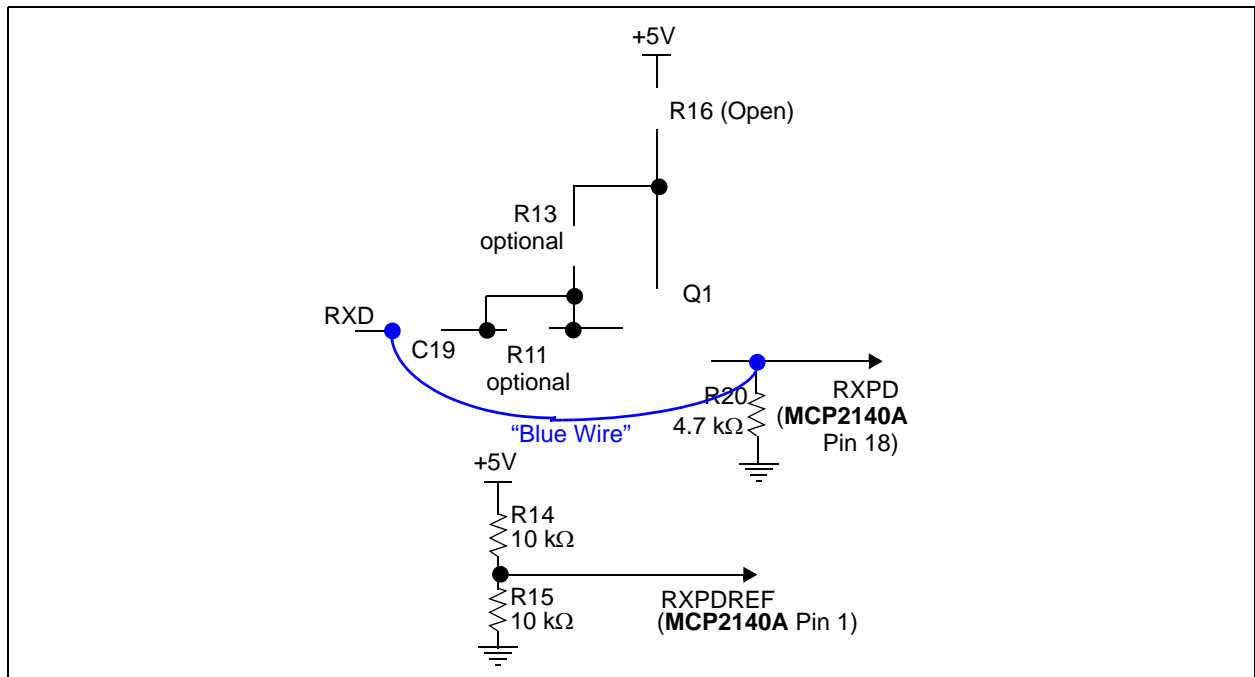 +5V
R16 (Open)
R13
optional
Q1
RXD
C19
R11
optional
R20
4.7 kΩ
RXPD
(MCP2140A
Pin 18)
“Blue Wire”
+5V
R14
10 kΩ
R15
10 kΩ
RXPDREF
(MCP2140A Pin 1)